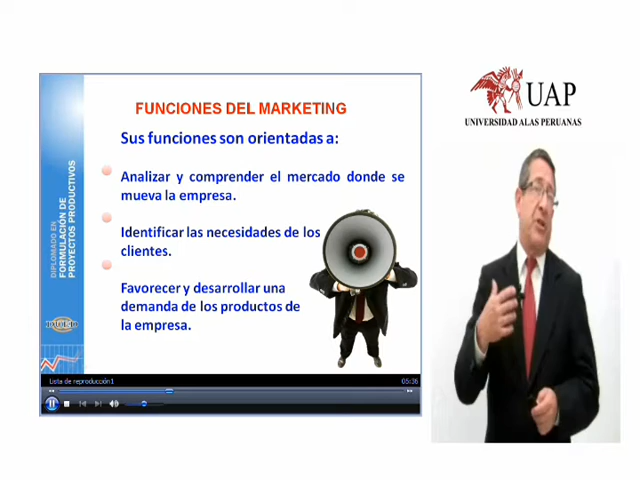 FUNCIONES DEL MARKETING
Sus funciones son orientadas a:
Analizar y comprender el mercado donde se
mueva la empresa.
Identificar las necesidades de los
clientes.
Favorecer y desarrollar una
demanda de los productos de
la empresa.
DIPLOMADO EN
FORMULACIÓN DE
PROYECTOS PRODUCTIVOS
DUED
Lista de reproducción1
05:36
UAP
UNIVERSIDAD ALAS PERUANAS